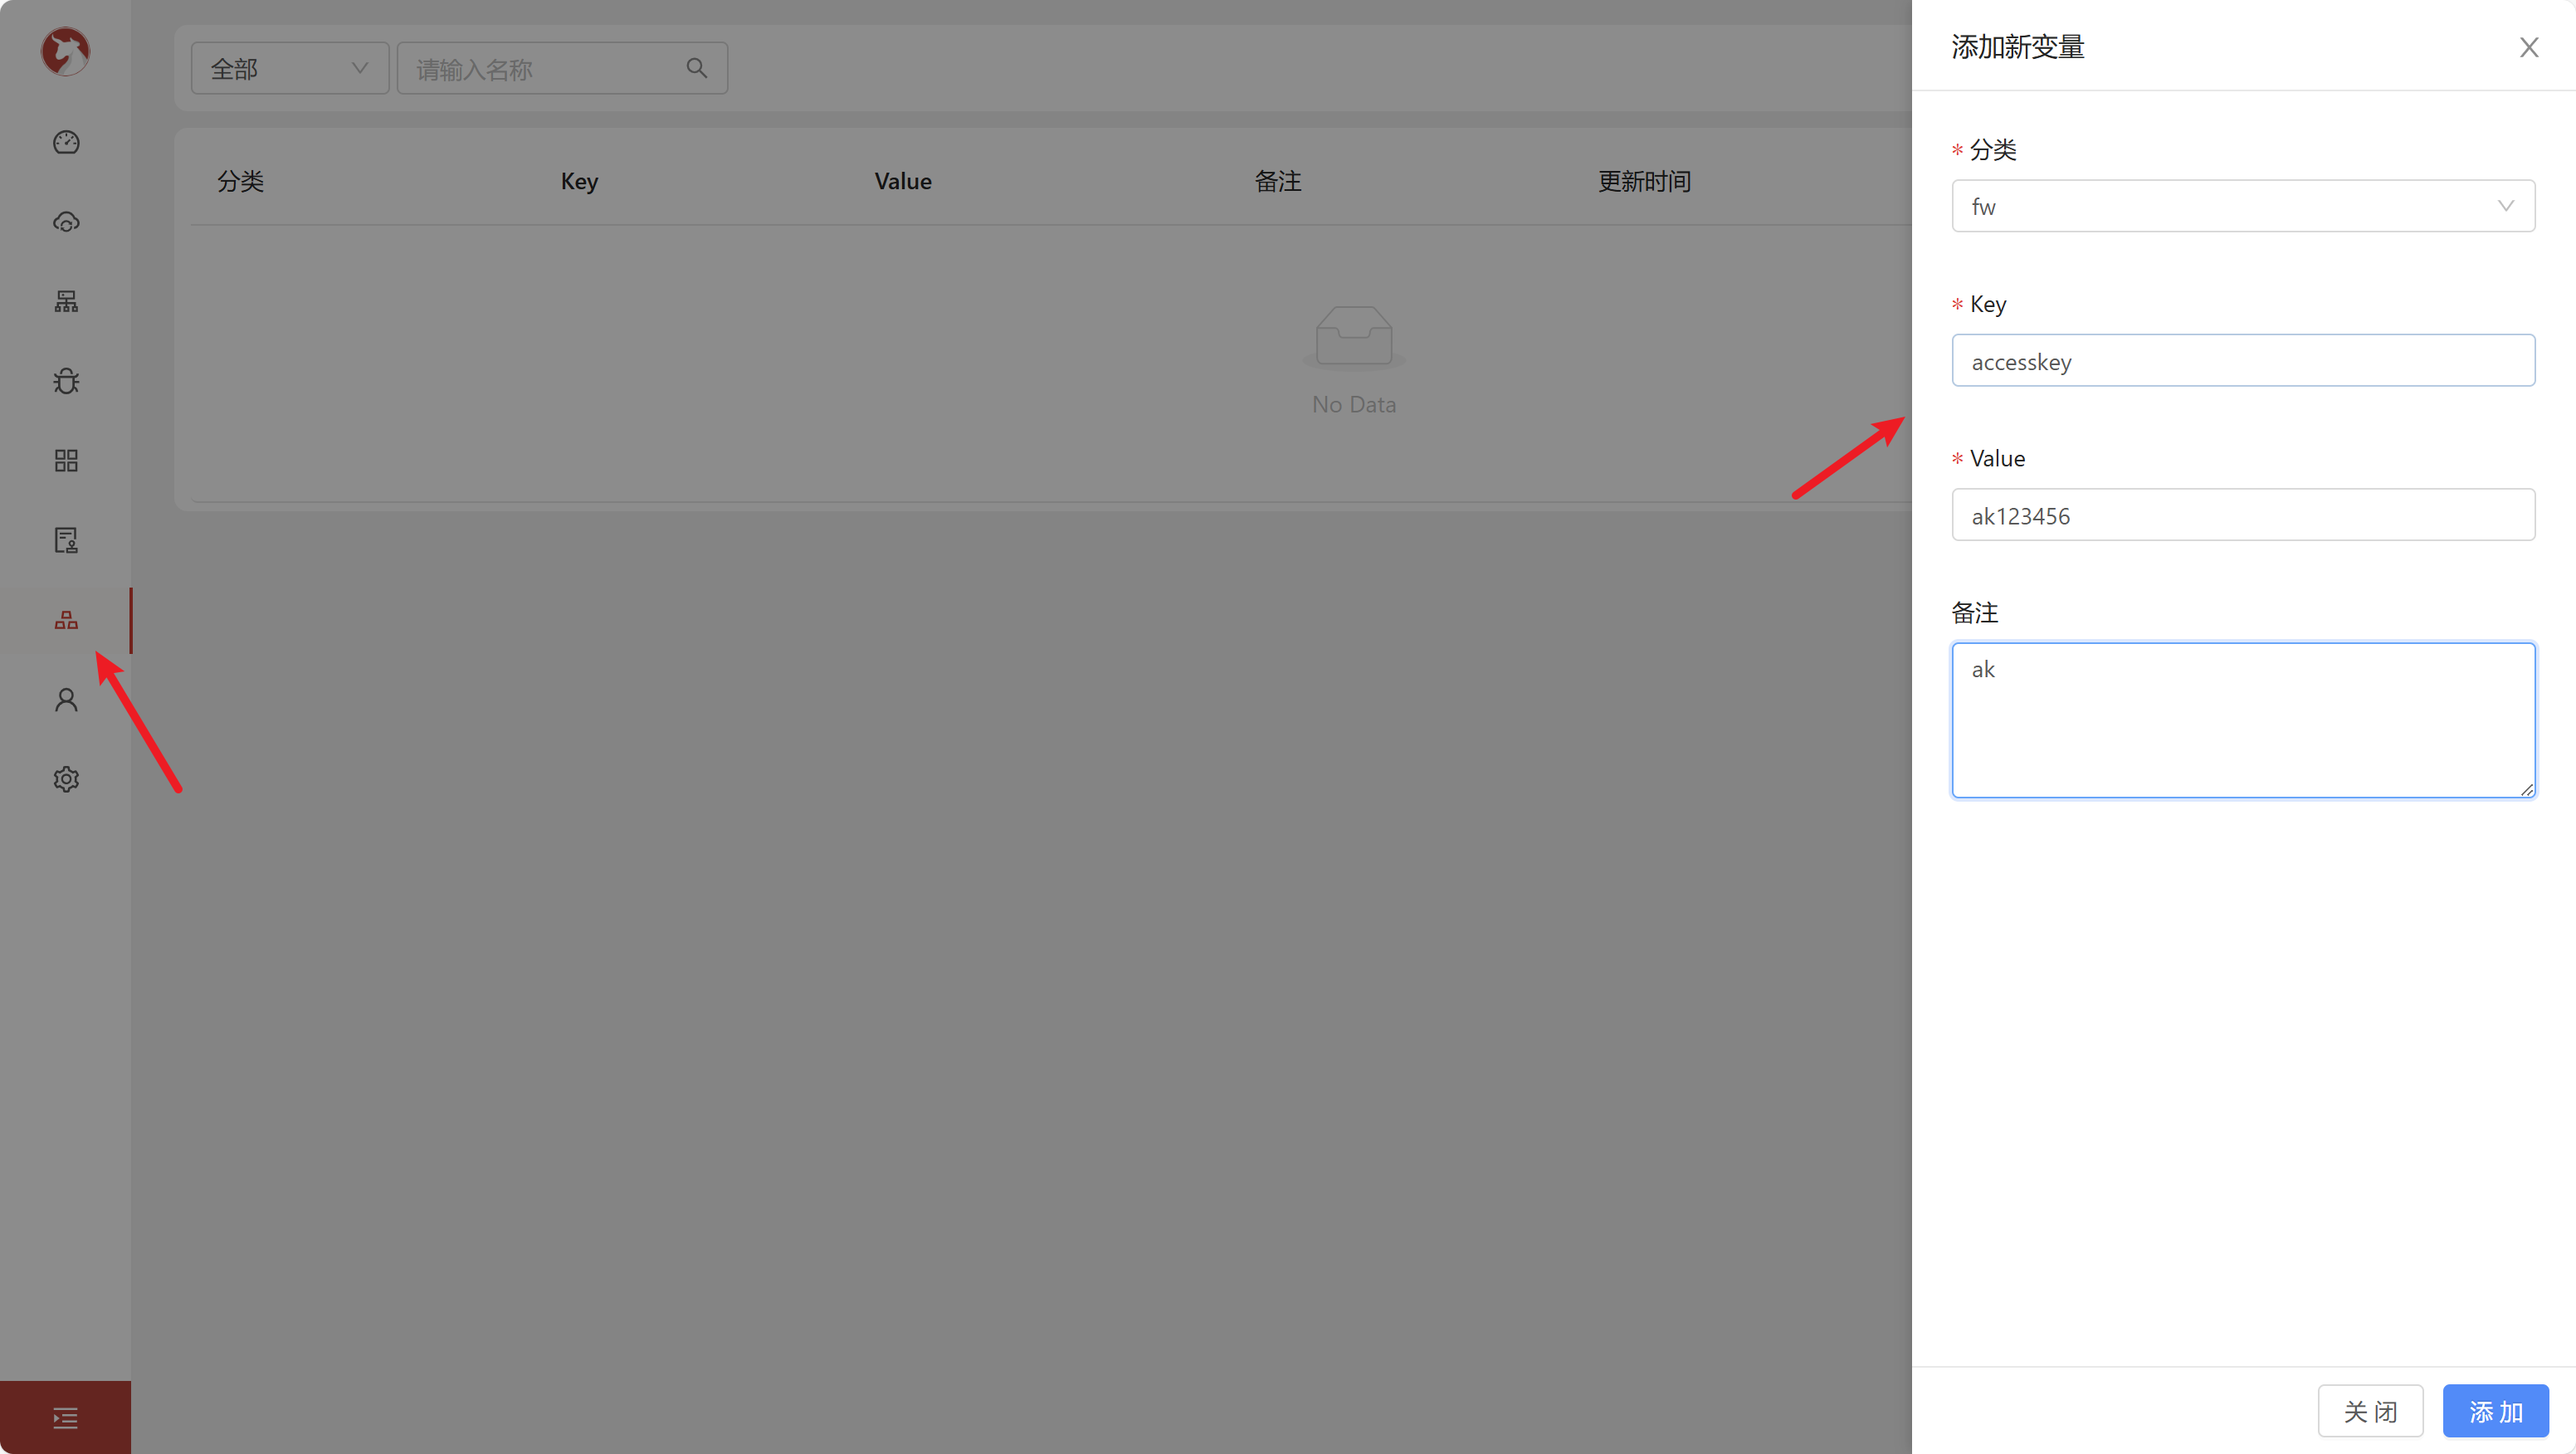 全部
请输入名称
分类 Key Value 备注 更新时间
No Data
添加新变量
* 分类
fw
* Key
accesskey
* Value
ak123456
备注
ak
关 闭 添 加